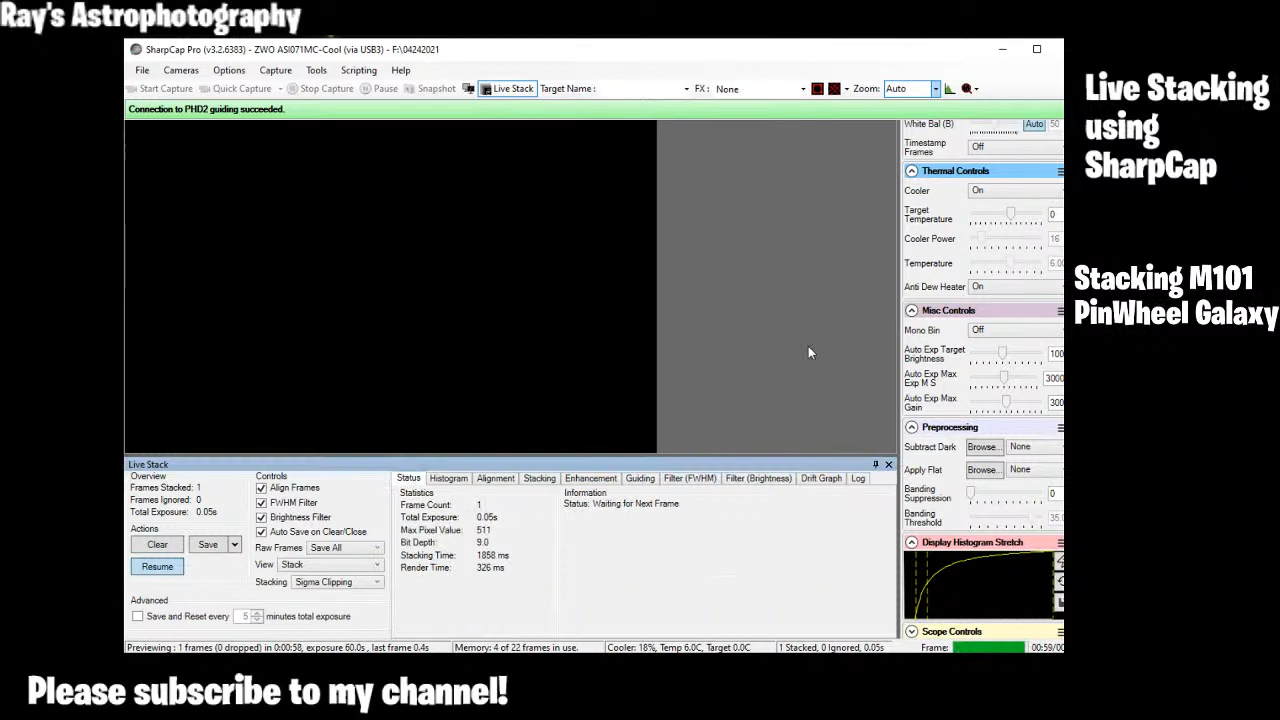 Ray's Astrophotography
SharpCap Pro (v3.2.6383) - ZWO ASI071MC-Cool (via USB3) - F:\04242021
File Cameras Options Capture Tools Scripting Help
Start Capture Quick Capture Stop Capture Pause Snapshot Live Stack Target Name : FX : None Zoom: Auto
Connection to PHD2 guiding succeeded.
White Bal (B) Auto 50
Timestamp Frames Off
Thermal Controls
Cooler On
Target Temperature 0
Cooler Power 16
Temperature 6.00
Anti Dew Heater On
Misc Controls
Mono Bin Off
Auto Exp Target Brightness 100
Auto Exp Max Exp M S 3000
Auto Exp Max Gain 300
Preprocessing
Subtract Dark Browse... None
Apply Flat Browse... None
Banding Suppression 0
Banding Threshold 35.
Display Histogram Stretch
Scope Controls
Live Stack
Overview
Frames Stacked: 1
Frames Ignored: 0
Total Exposure: 0.05s
Actions
Clear Save
Resume
Advanced
Save and Reset every 5 minutes total exposure
Controls
Align Frames
FWHM Filter
Brightness Filter
Auto Save on Clear/Close
Raw Frames Save All
View Stack
Stacking Sigma Clipping
Status Histogram Alignment Stacking Enhancement Guiding Filter (FWHM) Filter (Brightness) Drift Graph Log
Statistics
Frame Count: 1
Total Exposure: 0.05s
Max Pixel Value: 511
Bit Depth: 9.0
Stacking Time: 1858 ms
Render Time: 326 ms
Information
Status: Waiting for Next Frame
Previewing : 1 frames (0 dropped) in 0:00:58, exposure 60.0s , last frame 0.4s Memory: 4 of 22 frames in use. Cooler: 18%, Temp 6.0C, Target 0.0C 1 Stacked, 0 Ignored, 0.05s Frame: 00:59/00
Live Stacking
using
SharpCap
Stacking M101
PinWheel Galaxy
Please subscribe to my channel!